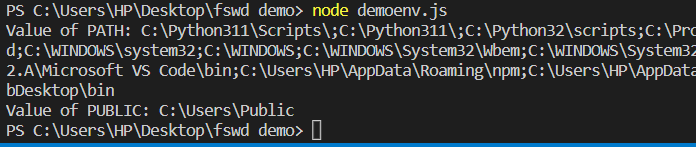 PS C:\Users\HP\Desktop\fswd demo> node demoenv.js
Value of PATH: C:\Python311\Scripts\;C:\Python311\;C:\Python32\scripts;C:\Pro
d;C:\WINDOWS\system32;C:\WINDOWS;C:\WINDOWS\System32\Wbem;C:\WINDOWS\System32
2.A\Microsoft VS Code\bin;C:\Users\HP\AppData\Roaming\npm;C:\Users\HP\AppData
bDesktop\bin
Value of PUBLIC: C:\Users\Public
PS C:\Users\HP\Desktop\fswd demo>